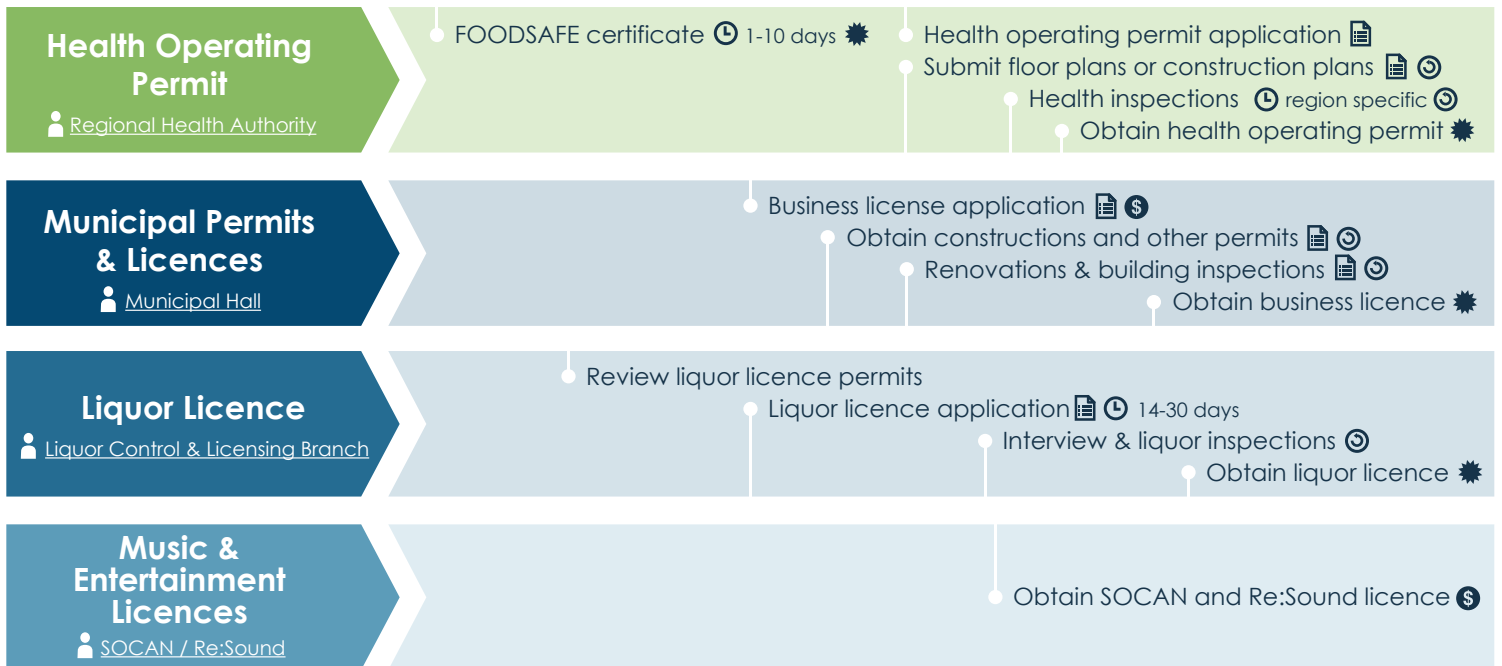 Health Operating
Permit
Regional Health Authority
FOODSAFE certificate 1-10 days
Health operating permit application
Submit floor plans or construction plans
Health inspections region specific
Obtain health operating permit
Municipal Permits
& Licences
Municipal Hall
Business license application $
Obtain constructions and other permits
Renovations & building inspections
Obtain business licence
Liquor Licence
Liquor Control & Licensing Branch
Review liquor licence permits
Liquor licence application 14-30 days
Interview & liquor inspections
Obtain liquor licence
Music &
Entertainment
Licences
SOCAN / Re:Sound
Obtain SOCAN and Re:Sound licence $